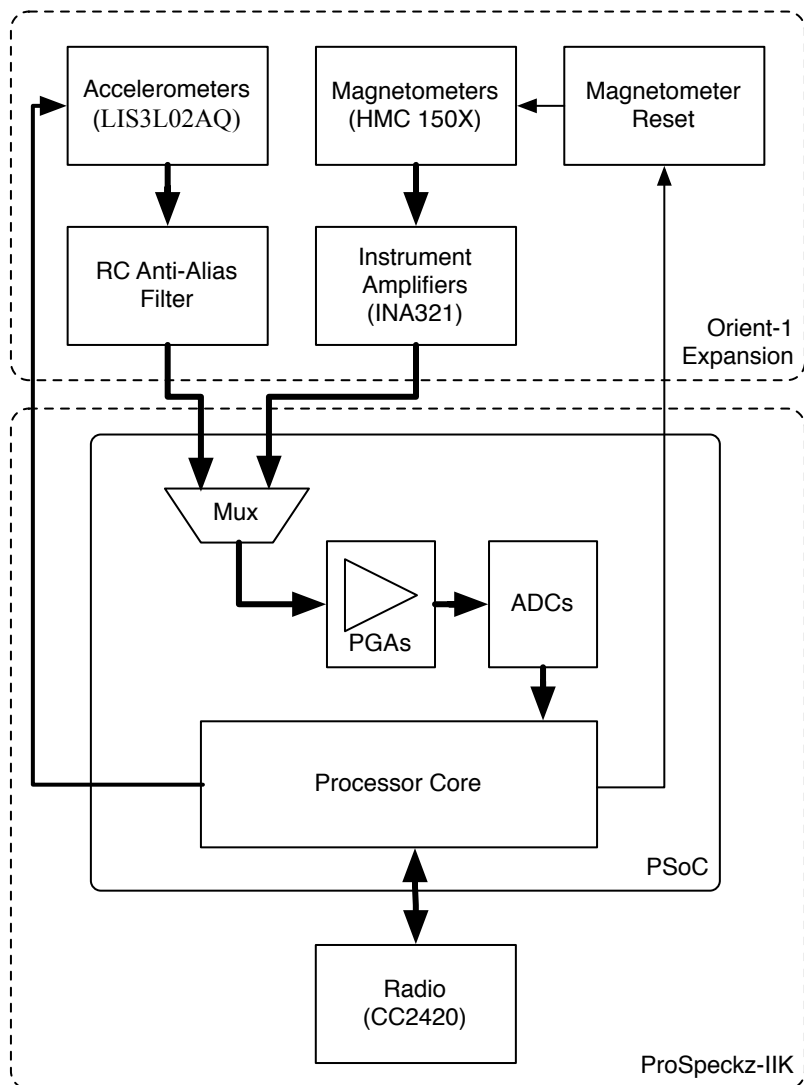 Accelerometers
(LIS3L02AQ)
Magnetometers
(HMC 150X)
Magnetometer
Reset
RC Anti-Alias
Filter
Instrument
Amplifiers
(INA321)
Orient-1
Expansion
Mux
PGAs
ADCs
Processor Core
PSoC
Radio
(CC2420)
ProSpeckz-IIK